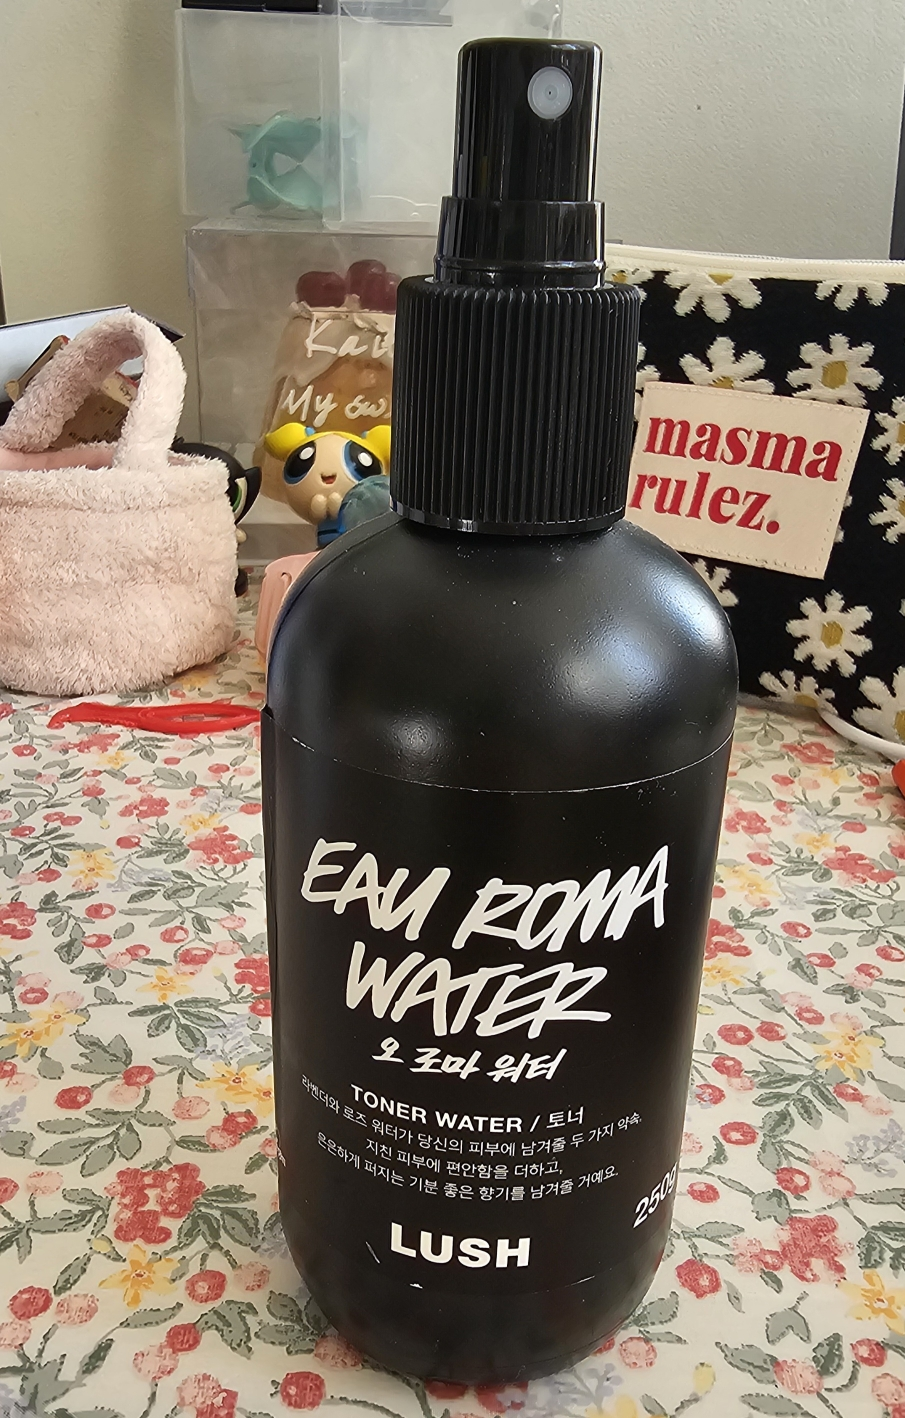 Kai
My ow
masma
rulez.
EAU ROMA
WATER
오 로마 워터
TONER WATER / 토너
라벤더와 로즈 워터가 당신의 피부에 남겨줄 두 가지 약속.
지친 피부에 편안함을 더하고,
은은하게 퍼지는 기분 좋은 향기를 남겨줄 거예요.
250g
LUSH